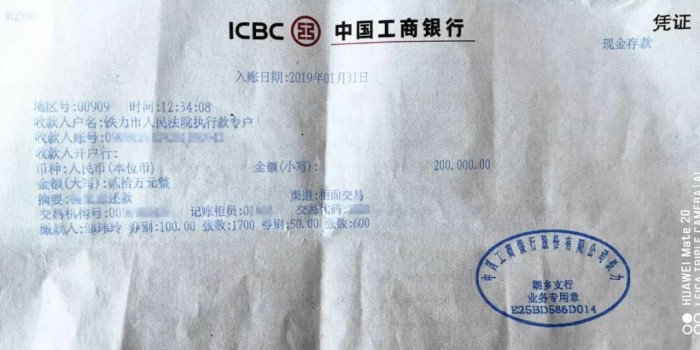 ICBC 中国工商银行
凭证
现金存款
入账日期:2019年01月31日
地区号:00909 时间:12:34:08
收款人户名:铁力市人民法院执行款专户
收款人账号:
收款人开户行:
币种:人民币(本位币) 金额(小写): 200,000.00
金额(大写):贰拾万元整
摘要: 还款 渠道:柜面交易
交易机构号:00 记账柜员:01 交易代码:
缴款人:邹玮玲 券别:100.00 张数:1700 券别:50.00 张数:600
中国工商银行股份有限公司铁力
朗乡支行
业务专用章
E25BD586D014
HUAWEI Mate 20
LEICA TRIPLE CAMERA | AI